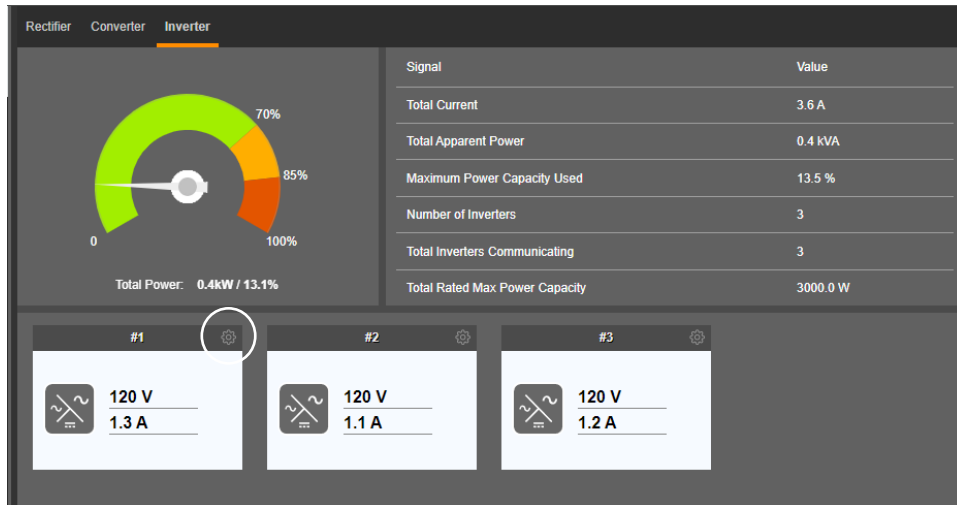 Rectifier Converter Inverter
Signal Value
Total Current 3.6 A
Total Apparent Power 0.4 kVA
Maximum Power Capacity Used 13.5 %
Number of Inverters 3
Total Inverters Communicating 3
Total Rated Max Power Capacity 3000.0 W
70%
85%
0 100%
Total Power: 0.4kW / 13.1%
#1 #2 #3
120 V 120 V 120 V
1.3 A 1.1 A 1.2 A